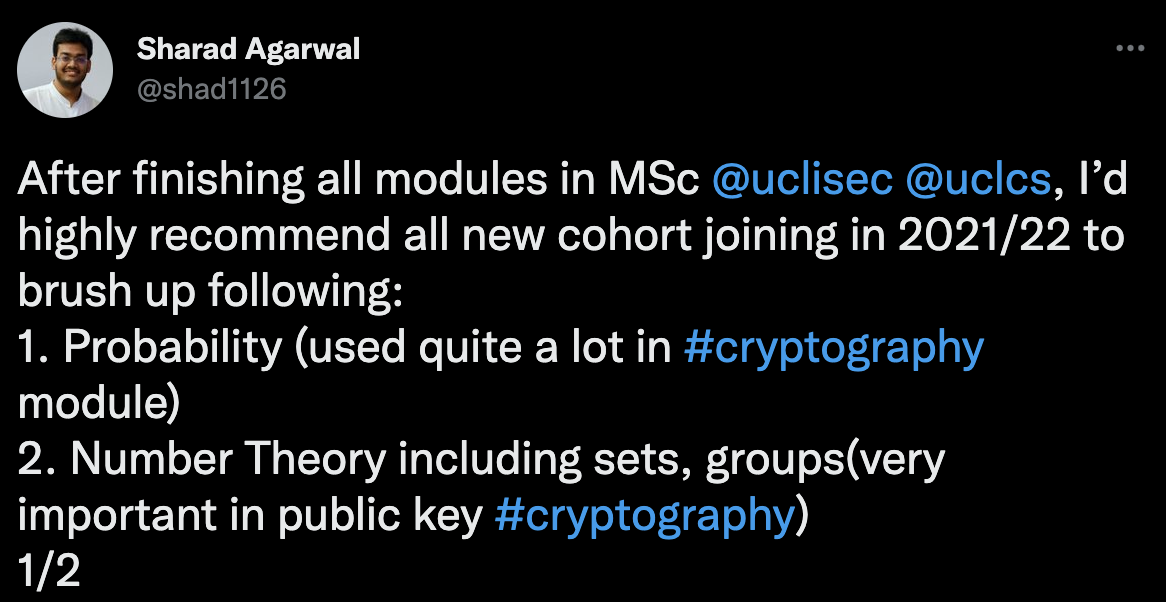 Sharad Agarwal
@shad1126
After finishing all modules in MSc @uclisec @uclcs, I’d
highly recommend all new cohort joining in 2021/22 to
brush up following:
1. Probability (used quite a lot in #cryptography
module)
2. Number Theory including sets, groups(very
important in public key #cryptography)
1/2